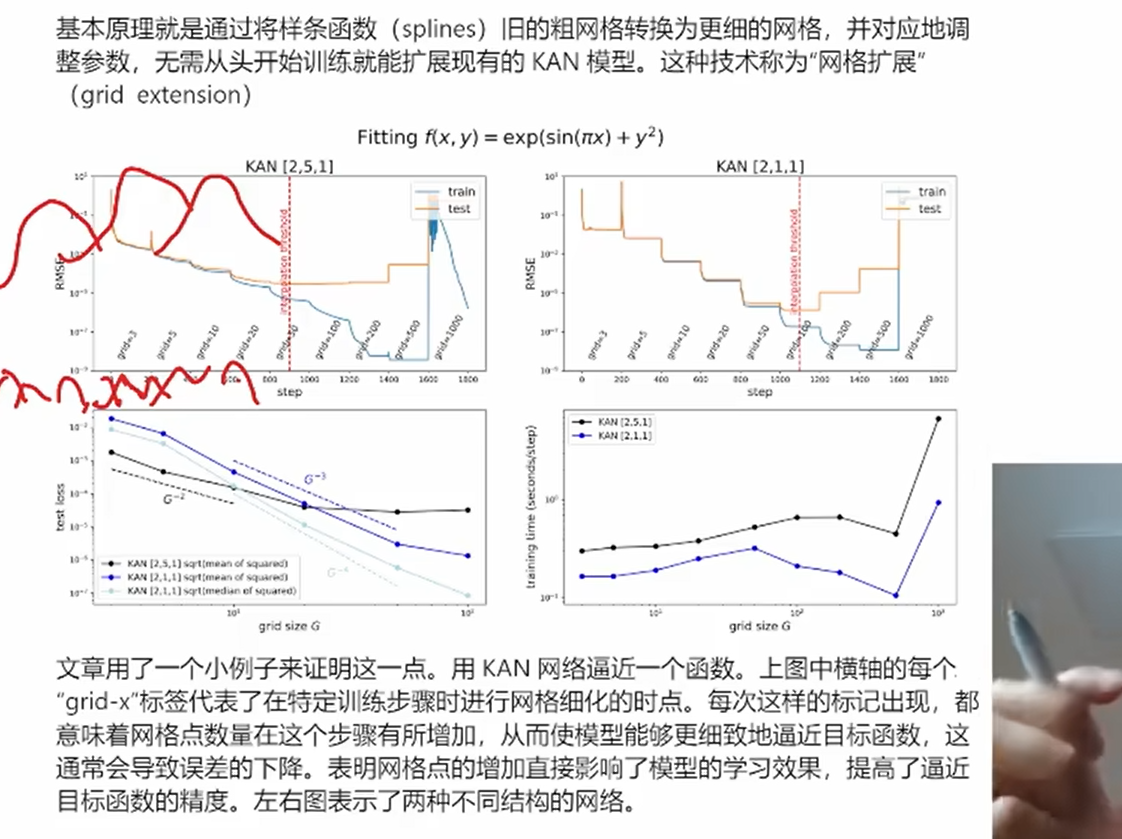 基本原理就是通过将样条函数（splines）旧的粗网格转换为更细的网格，并对应地调
整参数，无需从头开始训练就能扩展现有的 KAN 模型。这种技术称为“网格扩展”
（grid extension）
Fitting f(x, y) = exp(sin(πx) + y²)
KAN [2,5,1]
KAN [2,1,1]
train
test
interpolation threshold
RMSE
grid=3
grid=5
grid=10
grid=20
grid=50
grid=100
grid=200
grid=500
grid=1000
800 1000 1200 1400 1600 1800
step
train
test
interpolation threshold
RMSE
grid=3
grid=5
grid=10
grid=20
grid=50
grid=100
grid=200
grid=500
grid=1000
0 200 400 600 800 1000 1200 1400 1600 1800
step
test loss
G⁻²
G⁻³
G⁻⁴
KAN [2,5,1] sqrt(mean of squared)
KAN [2,1,1] sqrt(mean of squared)
KAN [2,1,1] sqrt(median of squared)
grid size G
training time (seconds/step)
KAN [2,5,1]
KAN [2,1,1]
grid size G
文章用了一个小例子来证明这一点。用 KAN 网络逼近一个函数。上图中横轴的每个
“grid-x”标签代表了在特定训练步骤时进行网格细化的时点。每次这样的标记出现，都
意味着网格点数量在这个步骤有所增加，从而使模型能够更细致地逼近目标函数，这
通常会导致误差的下降。表明网格点的增加直接影响了模型的学习效果，提高了逼近
目标函数的精度。左右图表示了两种不同结构的网络。